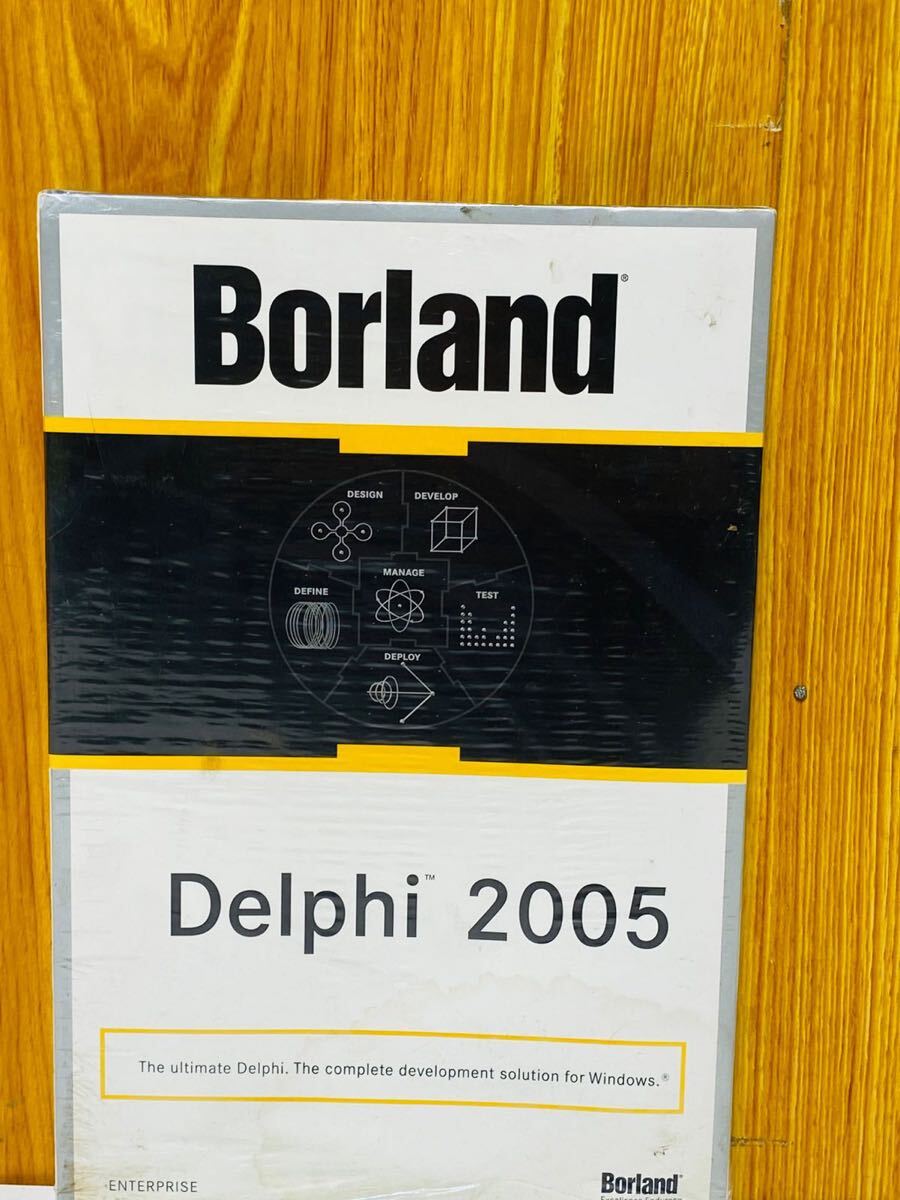 Borland®
DESIGN
DEVELOP
MANAGE
DEFINE
TEST
DEPLOY
Delphi™ 2005
The ultimate Delphi. The complete development solution for Windows.®
ENTERPRISE
Borland®